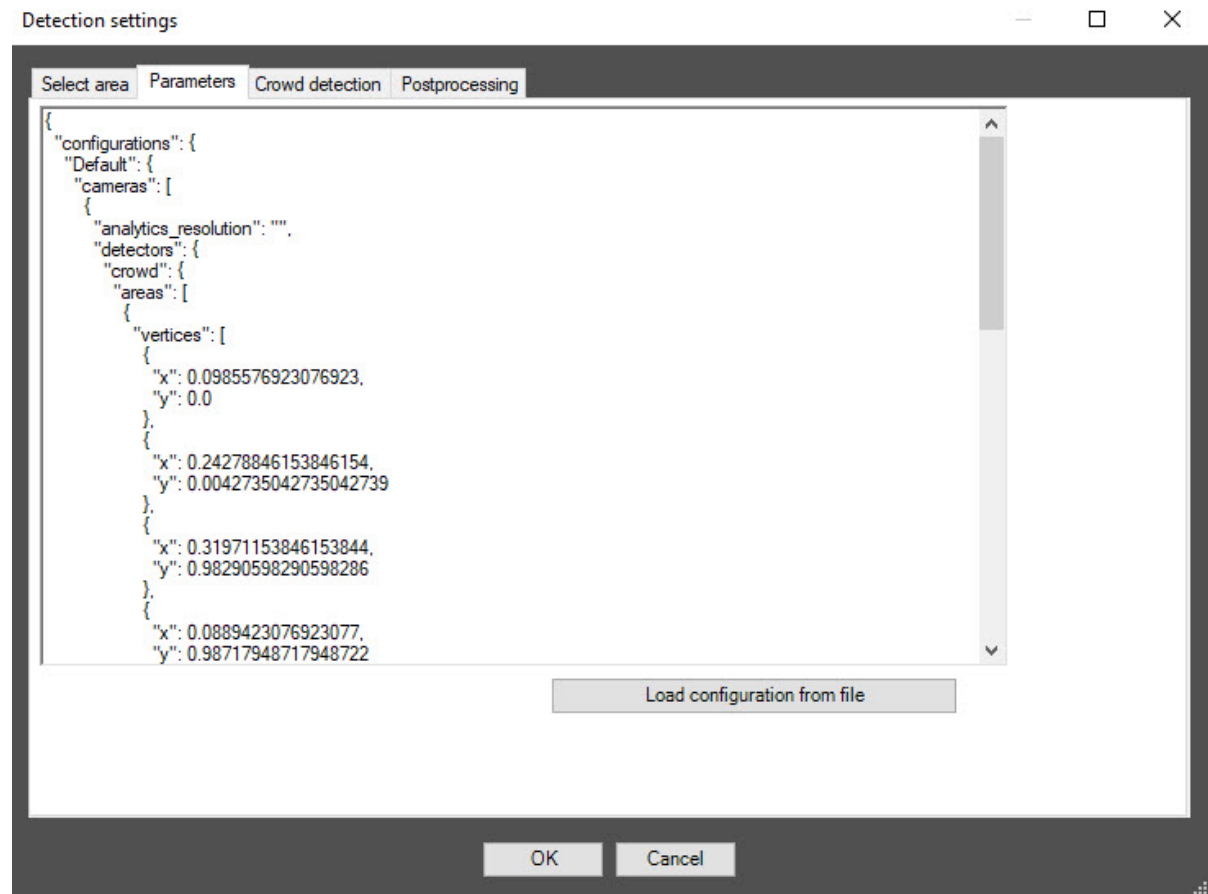 Detection settings
Select area Parameters Crowd detection Postprocessing
{
"configurations": {
"Default": {
"cameras": [
{
"analytics_resolution": "",
"detectors": {
"crowd": {
"areas": [
{
"vertices": [
{
"x": 0.0985576923076923,
"y": 0.0
},
{
"x": 0.24278846153846154,
"y": 0.0042735042735042739
},
{
"x": 0.31971153846153844,
"y": 0.98290598290598286
},
{
"x": 0.0889423076923077,
"y": 0.98717948717948722
Load configuration from file
OK Cancel